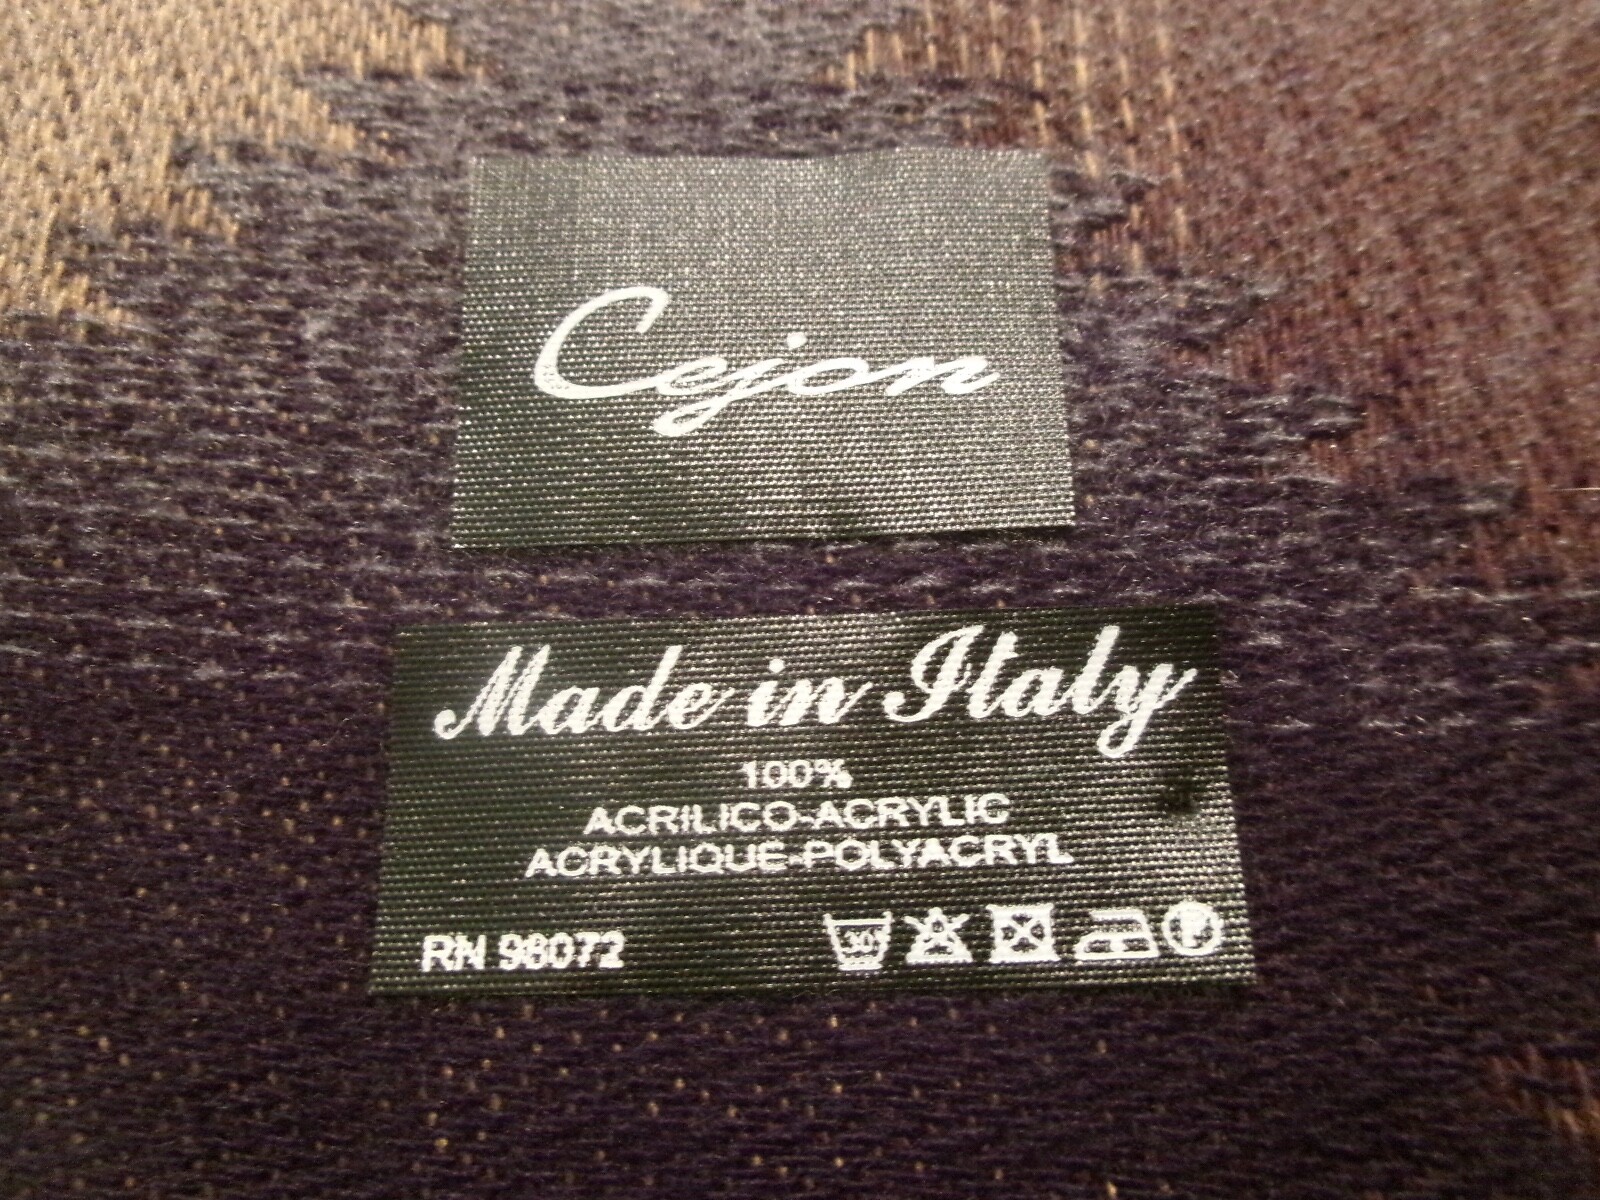 Cejon
Made in Italy
100%
ACRILICO-ACRYLIC
ACRYLIQUE-POLYACRYL
RN 98072
30°
P